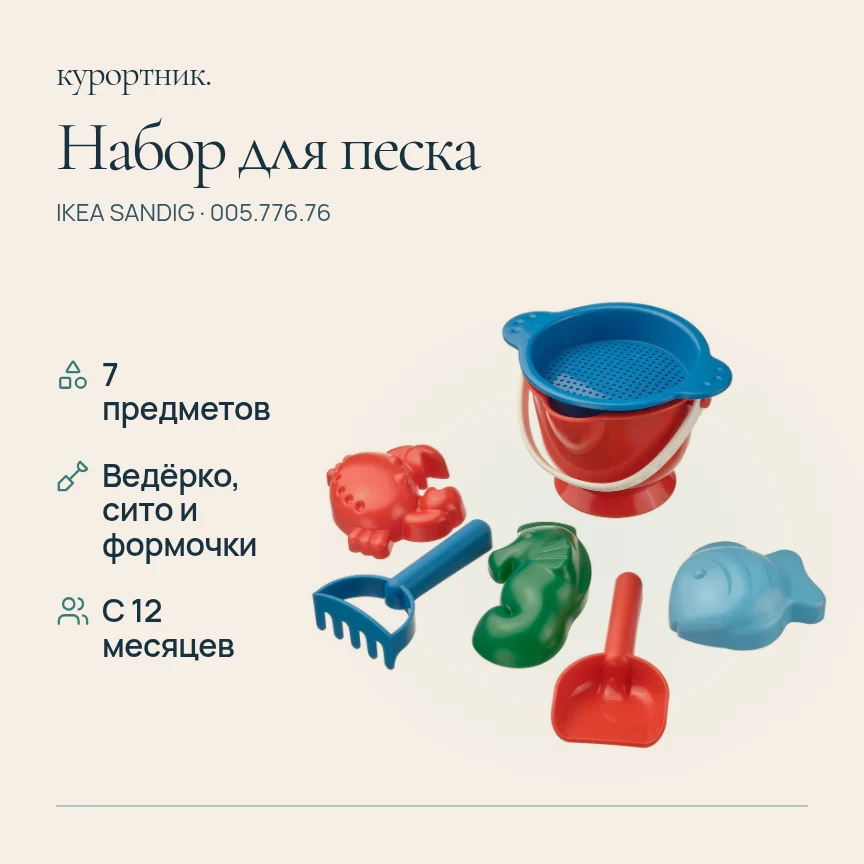 курортник.
Набор для песка
IKEA SANDIG · 005.776.76
7
предметов
Ведёрко,
сито и
формочки
С 12
месяцев